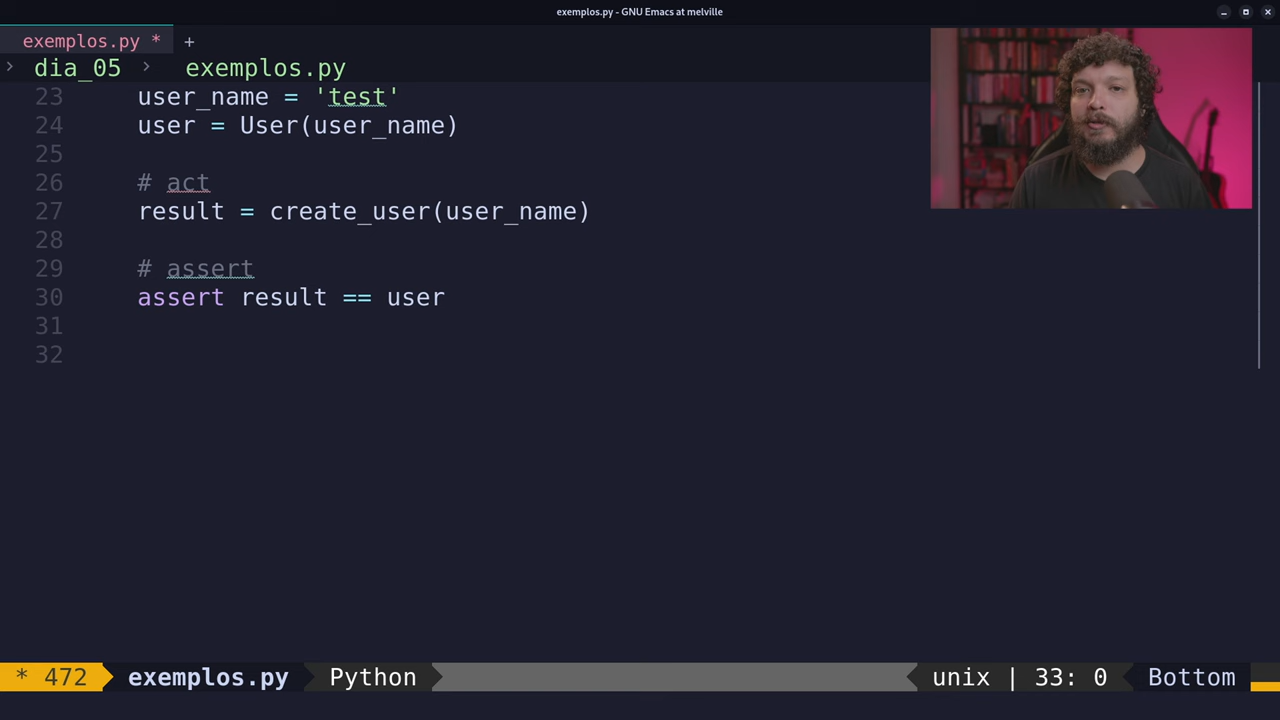 exemplos.py - GNU Emacs at melville
exemplos.py * +
> dia_05 > exemplos.py
23 user_name = 'test'
24 user = User(user_name)
25
26 # act
27 result = create_user(user_name)
28
29 # assert
30 assert result == user
31
32
* 472 exemplos.py Python unix | 33: 0 Bottom